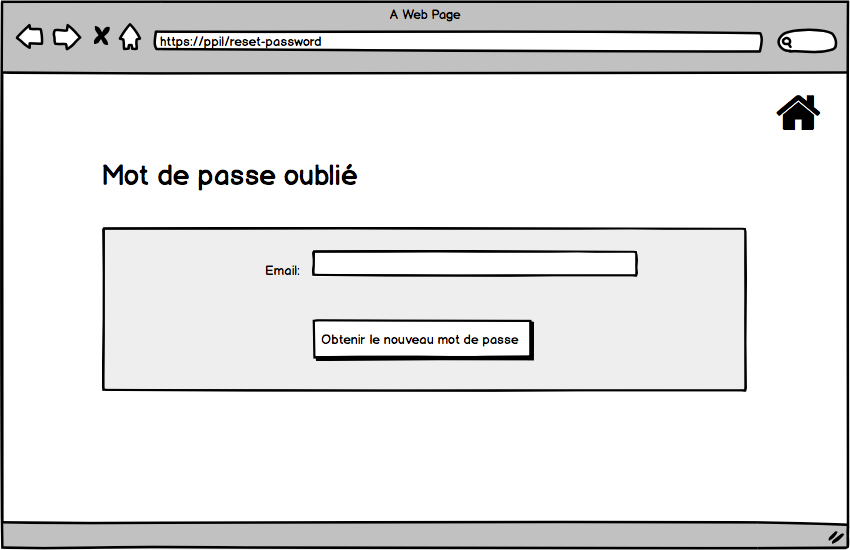 A Web Page
https://ppil/reset-password
Mot de passe oublié
Email:
Obtenir le nouveau mot de passe